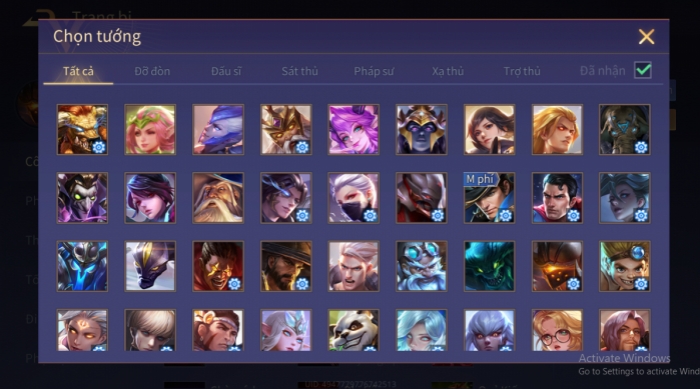 Trang bị
Chọn tướng
Tất cả
Đỡ đòn
Đấu sĩ
Sát thủ
Pháp sư
Xạ thủ
Trợ thủ
Đã nhận
M phí
Activate Windows
Go to Settings to activate Wind